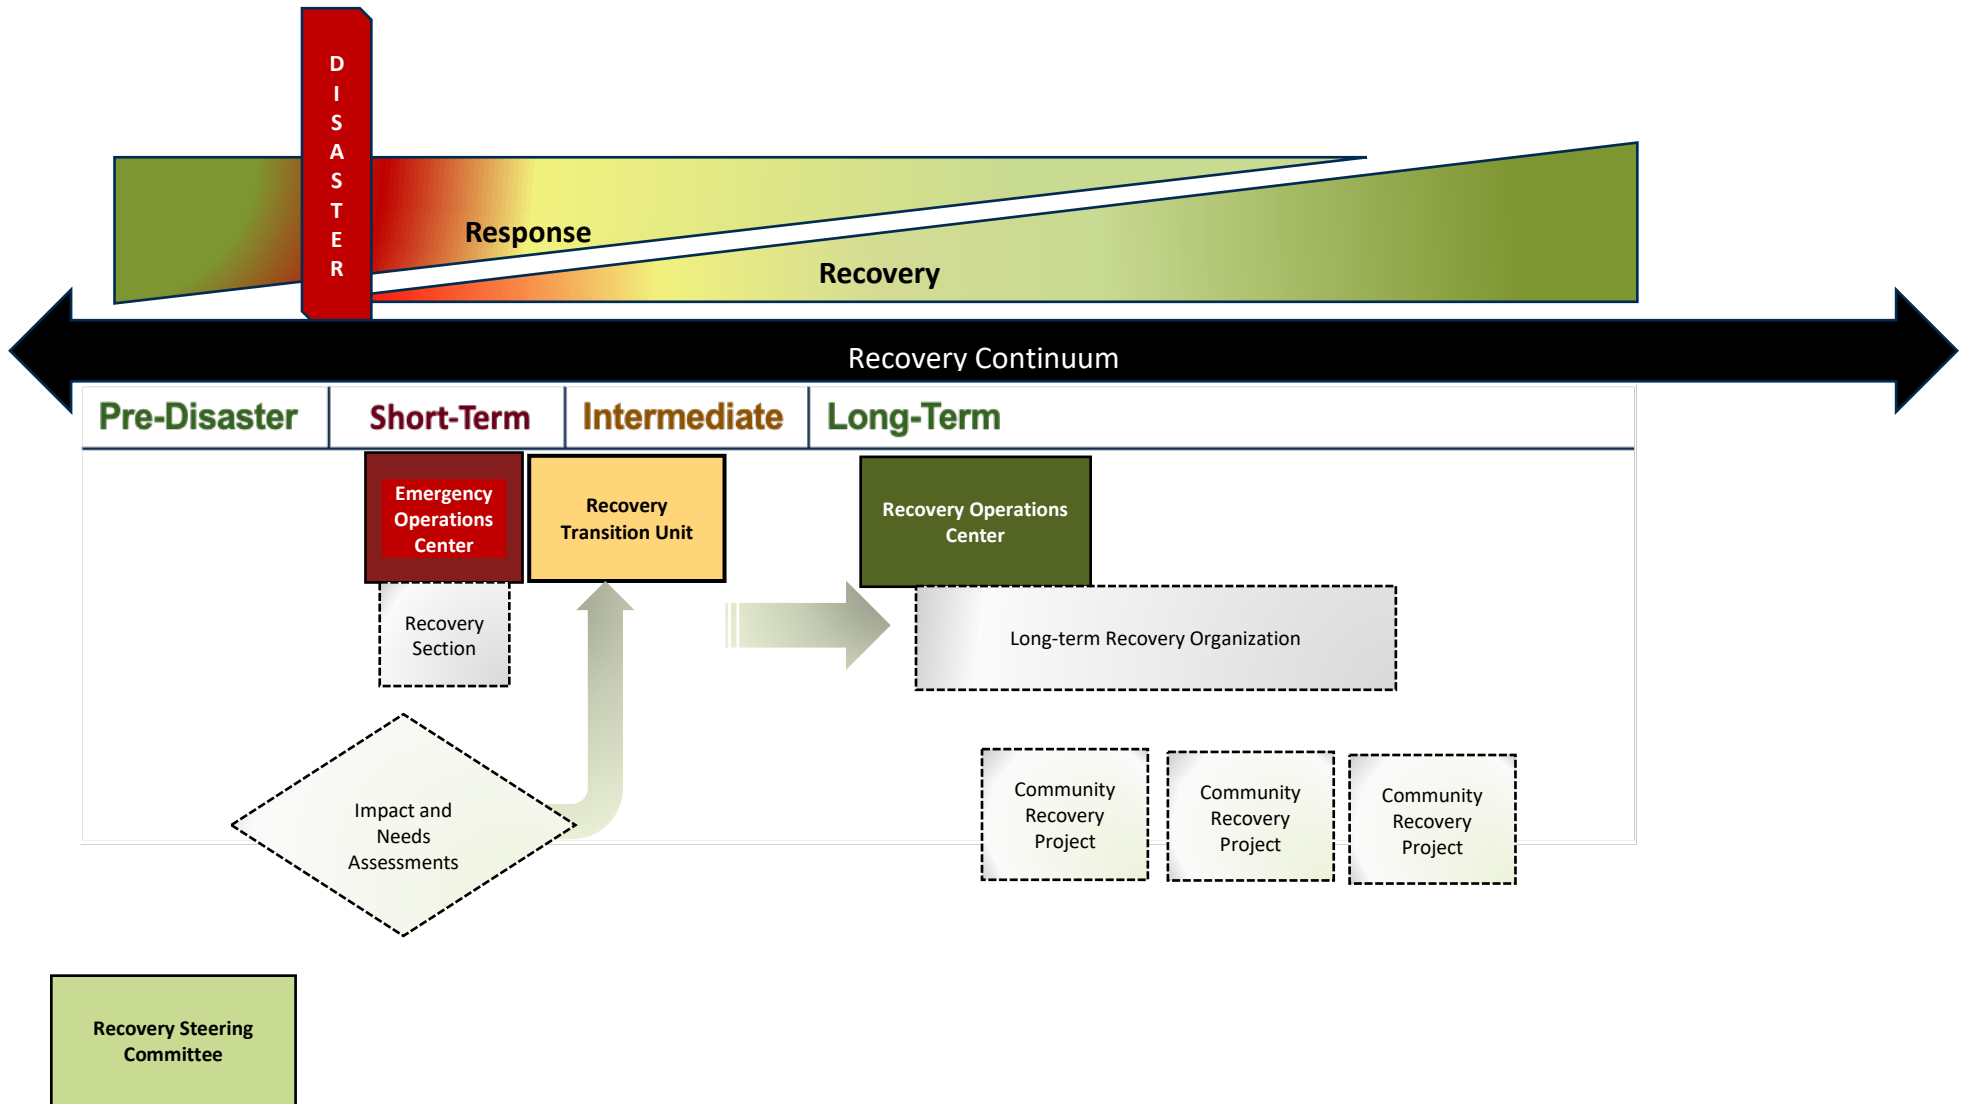 D
I
S
A
S
T
E
R
Response
Recovery
Recovery Continuum
Pre-Disaster
Short-Term
Intermediate
Long-Term
Emergency
Operations
Center
Recovery
Transition Unit
Recovery Operations
Center
Recovery
Section
Long-term Recovery Organization
Impact and
Needs
Assessments
Community
Recovery
Project
Community
Recovery
Project
Community
Recovery
Project
Recovery Steering
Committee